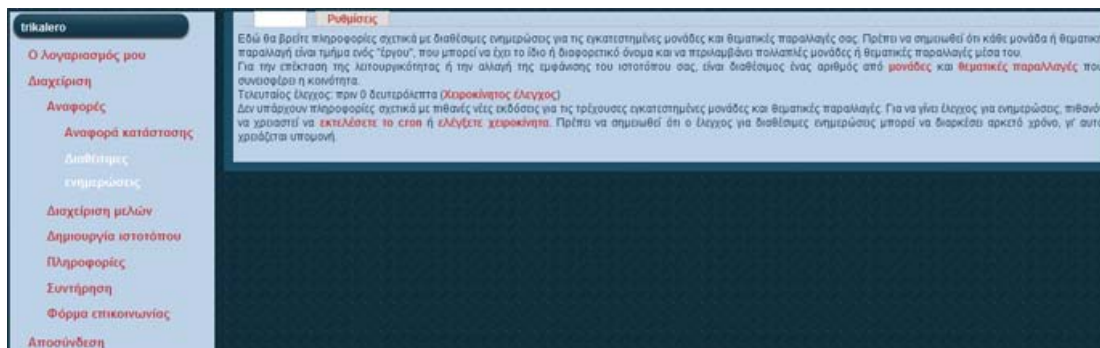 trikalero
Ο λογαριασμός μου
Διαχείριση
Αναφορές
Αναφορά κατάστασης
Διαθέσιμες
ενημερώσεις
Διαχείριση μελών
Δημιουργία ιστοτόπου
Πληροφορίες
Συντήρηση
Φόρμα επικοινωνίας
Αποσύνδεση
Ρυθμίσεις
Εδώ θα βρείτε πληροφορίες σχετικά με διαθέσιμες ενημερώσεις για τις εγκατεστημένες μονάδες και θεματικές παραλλαγές σας. Πρέπει να σημειωθεί ότι κάθε μονάδα ή θεματική
παραλλαγή είναι τμήμα ενός "έργου", που μπορεί να έχει το ίδιο ή διαφορετικό όνομα και να περιλαμβάνει πολλαπλές μονάδες ή θεματικές παραλλαγές μέσα του.
Για την επέκταση της λειτουργικότητας ή την αλλαγή της εμφάνισης του ιστοτόπου σας, είναι διαθέσιμος ένας αριθμός από μονάδες και θεματικές παραλλαγές που
συνεισφέρει η κοινότητα.
Τελευταίος έλεγχος: πριν 0 δευτερόλεπτα (Χειροκίνητος έλεγχος)
Δεν υπάρχουν πληροφορίες σχετικά με πιθανές νέες εκδόσεις για τις τρέχουσες εγκατεστημένες μονάδες και θεματικές παραλλαγές. Για να γίνει έλεγχος για ενημερώσεις, πιθανόν
να χρειαστεί να εκτελέσετε το cron ή ελέγξετε χειροκίνητα. Πρέπει να σημειωθεί ότι ο έλεγχος για διαθέσιμες ενημερώσεις μπορεί να διαρκέσει αρκετό χρόνο, γι' αυτό
χρειάζεται υπομονή.